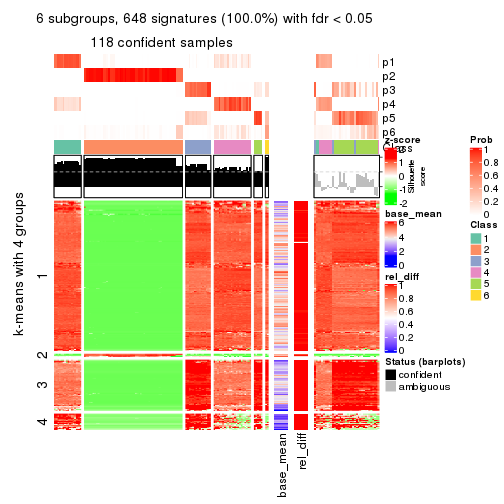 6 subgroups, 648 signatures (100.0%) with fdr < 0.05
118 confident samples
p1
p2
p3
p4
p5
p6
Class
Silhouette
score
k-means with 4 groups
1
2
3
4
base_mean
rel_diff
z-score
2
1
0
-1
-2
base_mean
6
4
2
0
rel_diff
1
0.8
0.6
0.4
0.2
0
Status (barplots)
confident
ambiguous
Prob
1
0.8
0.6
0.4
0.2
0
Class
1
2
3
4
5
6